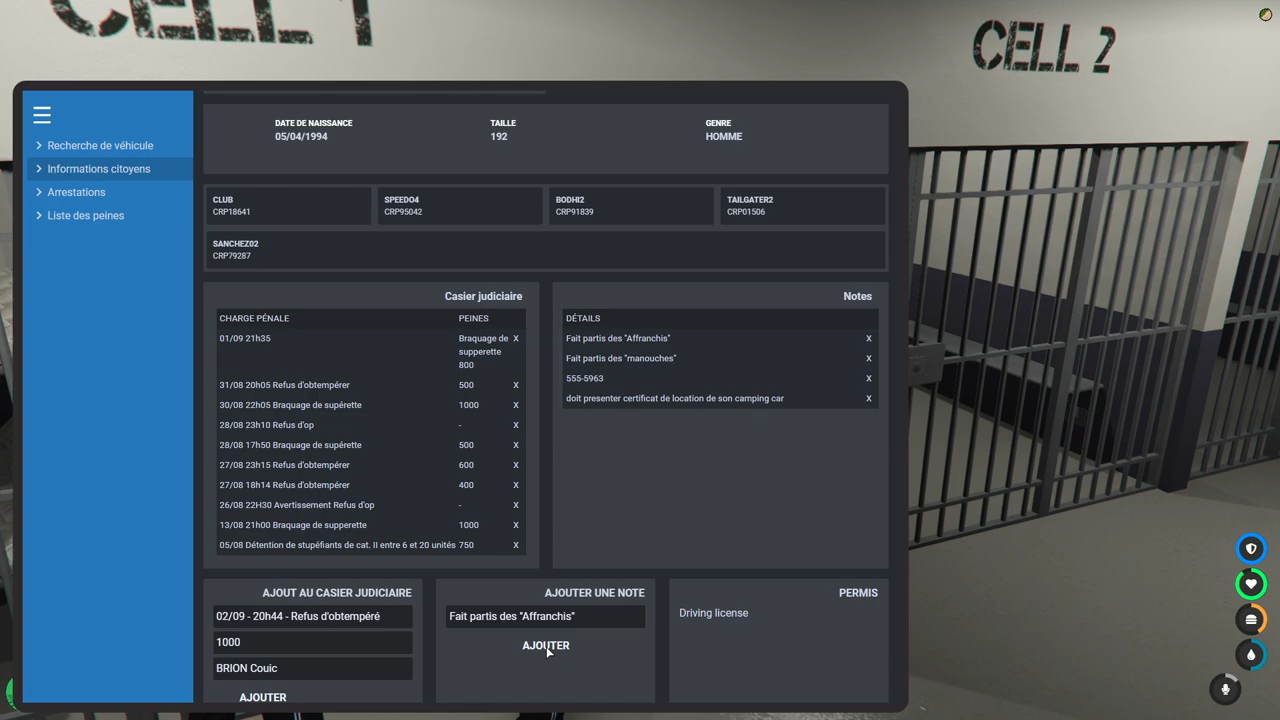 CELL 1
CELL 2
Recherche de véhicule
Informations citoyens
Arrestations
Liste des peines
DATE DE NAISSANCE
05/04/1994
TAILLE
192
GENRE
HOMME
CLUB
CRP18641
SPEEDO4
CRP95042
BODHI2
CRP91839
TAILGATER2
CRP01506
SANCHEZ02
CRP79287
Casier judiciaire
CHARGE PÉNALE PEINES
01/09 21h35 Braquage de X
supperette
800
31/08 20h05 Refus d'obtempérer 500 X
30/08 22h05 Braquage de supérette 1000 X
28/08 23h10 Refus d'op - X
28/08 17h50 Braquage de supérette 500 X
27/08 23h15 Refus d'obtempérer 600 X
27/08 18h14 Refus d'obtempérer 400 X
26/08 22H30 Avertissement Refus d'op - X
13/08 21h00 Braquage de supperette 1000 X
05/08 Détention de stupéfiants de cat. II entre 6 et 20 unités 750 X
Notes
DÉTAILS
Fait partis des "Affranchis" X
Fait partis des "manouches" X
555-5963 X
doit presenter certificat de location de son camping car X
AJOUT AU CASIER JUDICIAIRE
02/09 - 20h44 - Refus d'obtempéré
1000
BRION Couic
AJOUTER
AJOUTER UNE NOTE
Fait partis des "Affranchis"
AJOUTER
PERMIS
Driving license